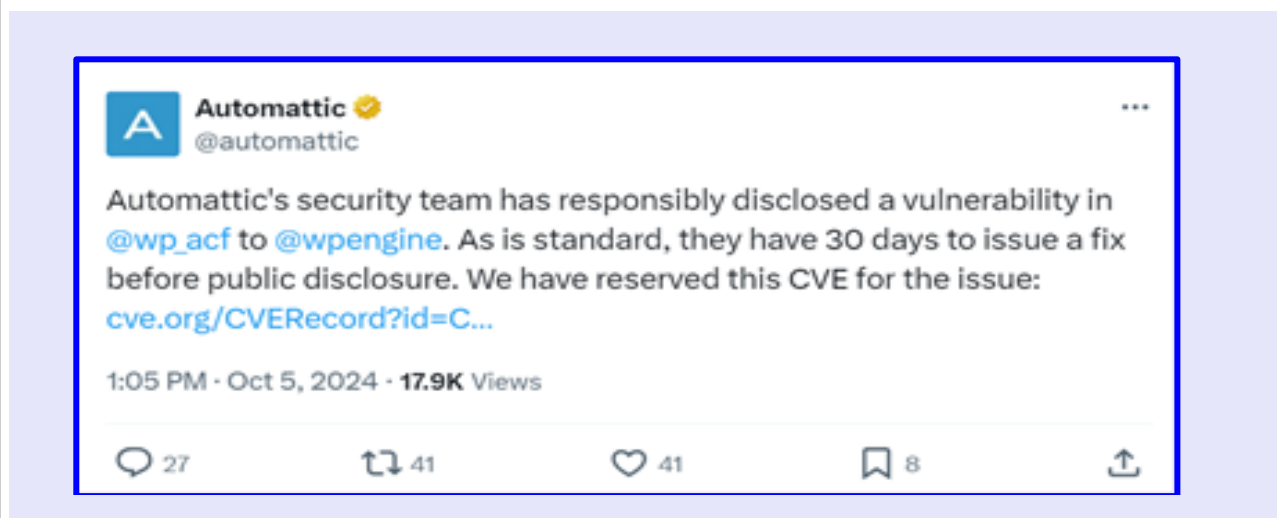 Automattic
@automattic
Automattic's security team has responsibly disclosed a vulnerability in
@wp_acf to @wpengine. As is standard, they have 30 days to issue a fix
before public disclosure. We have reserved this CVE for the issue:
cve.org/CVERecord?id=C...
1:05 PM · Oct 5, 2024 · 17.9K Views
27 41 41 8